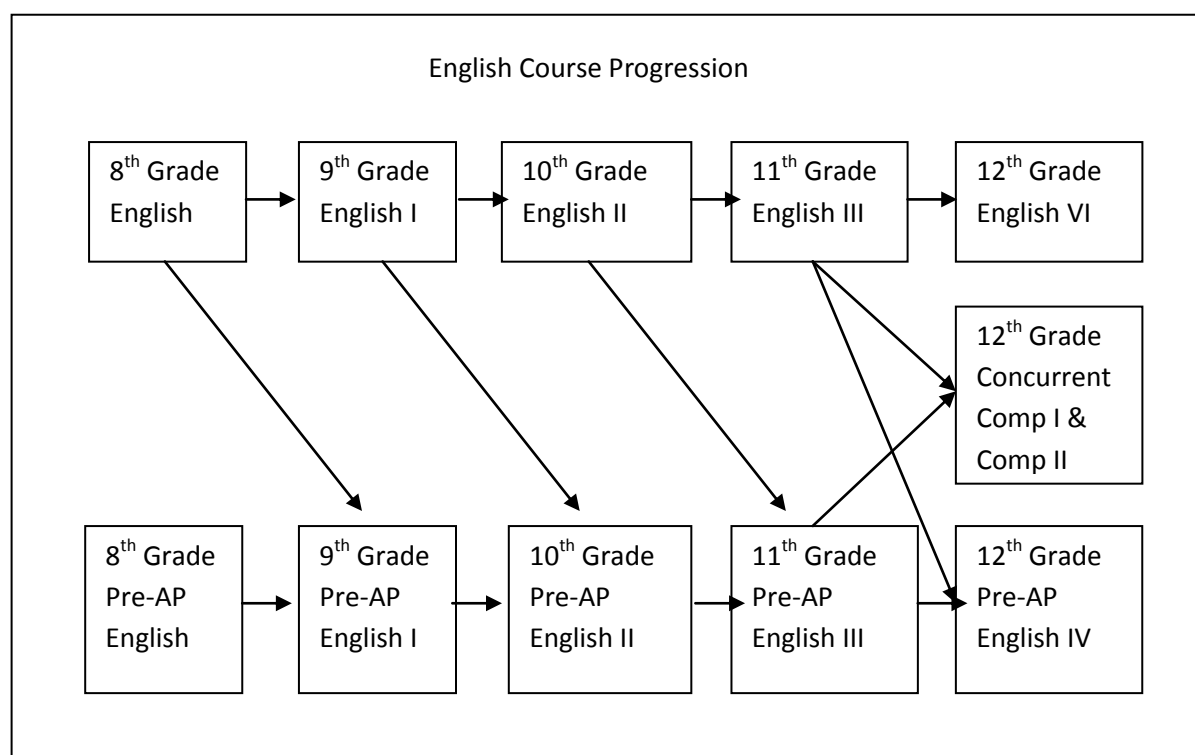 English Course Progression
8th Grade
English
9th Grade
English I
10th Grade
English II
11th Grade
English III
12th Grade
English VI
12th Grade
Concurrent
Comp I &
Comp II
8th Grade
Pre-AP
English
9th Grade
Pre-AP
English I
10th Grade
Pre-AP
English II
11th Grade
Pre-AP
English III
12th Grade
Pre-AP
English IV